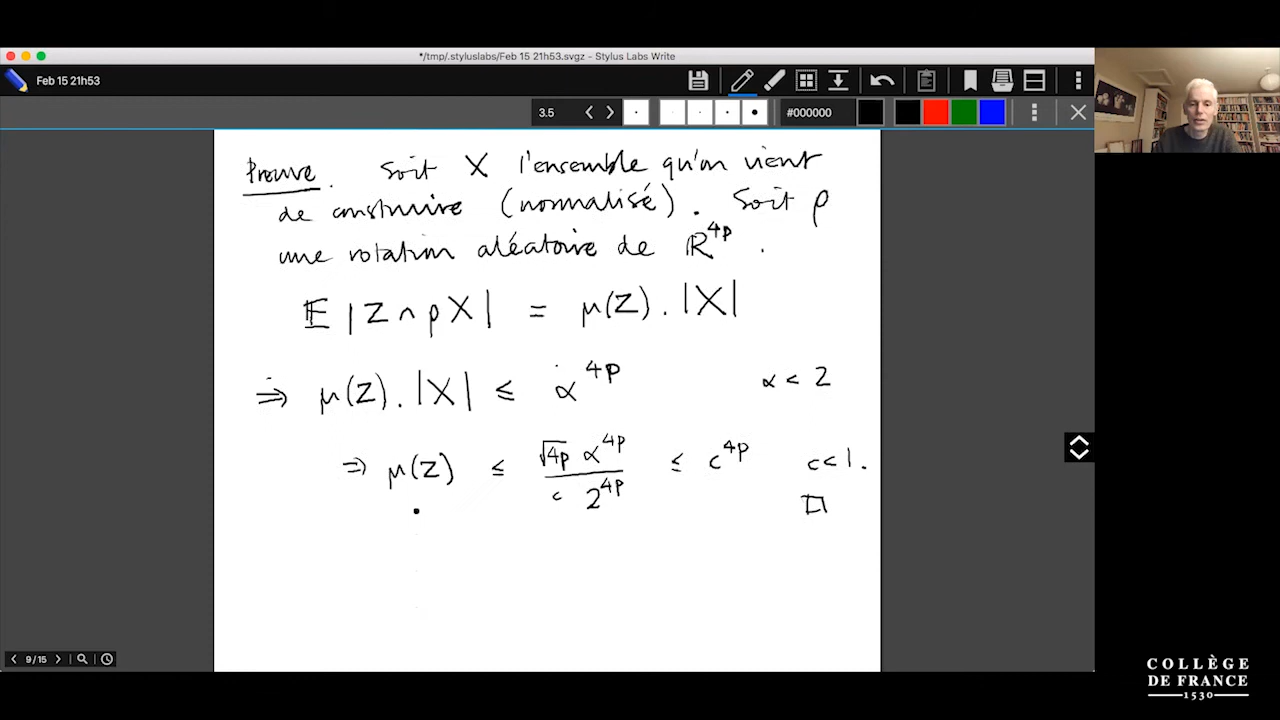 */tmp/.styluslabs/Feb 15 21h53.svgz - Stylus Labs Write
Feb 15 21h53
3.5
#000000
Preuve. Soit X l'ensemble qu'on vient
de construire (normalisé). Soit ρ
une rotation aléatoire de ℝ^4p.
𝔼 |Z ∩ ρX| = μ(Z) . |X|
⇒ μ(Z) . |X| ≤ α^4p α < 2
⇒ μ(Z) ≤ √4p α^4p / c 2^4p ≤ c^4p c < 1.
□
9/15
COLLÈGE
DE FRANCE
1530